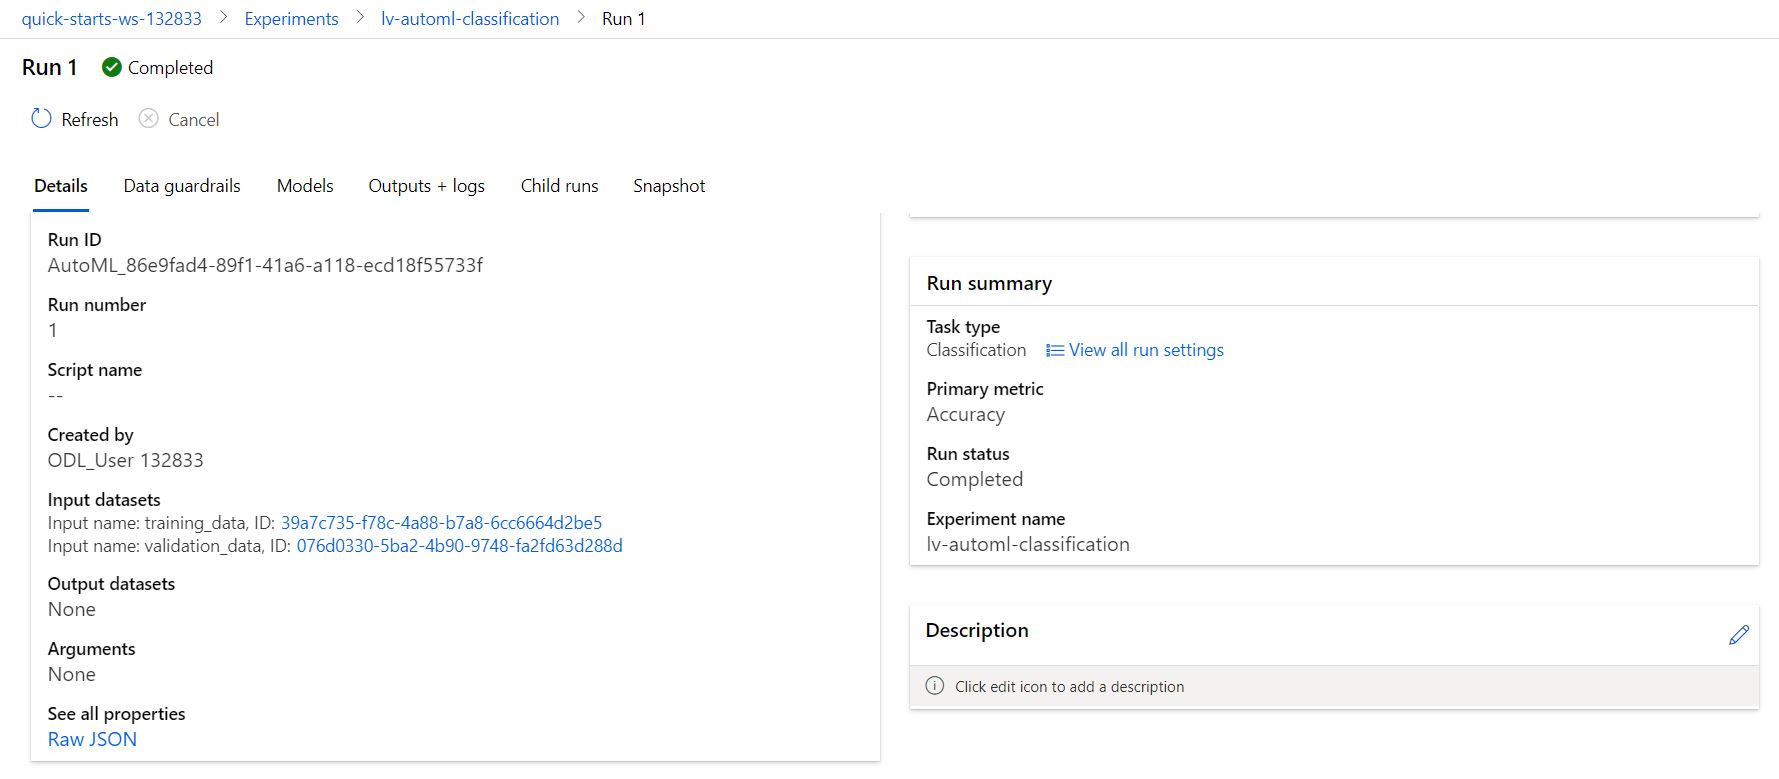 quick-starts-ws-132833 > Experiments > lv-automl-classification > Run 1
Run 1 Completed
Refresh Cancel
Details Data guardrails Models Outputs + logs Child runs Snapshot
Run ID
AutoML_86e9fad4-89f1-41a6-a118-ecd18f55733f
Run number
1
Script name
--
Created by
ODL_User 132833
Input datasets
Input name: training_data, ID: 39a7c735-f78c-4a88-b7a8-6cc6664d2be5
Input name: validation_data, ID: 076d0330-5ba2-4b90-9748-fa2fd63d288d
Output datasets
None
Arguments
None
See all properties
Raw JSON
Run summary
Task type
Classification View all run settings
Primary metric
Accuracy
Run status
Completed
Experiment name
lv-automl-classification
Description
Click edit icon to add a description